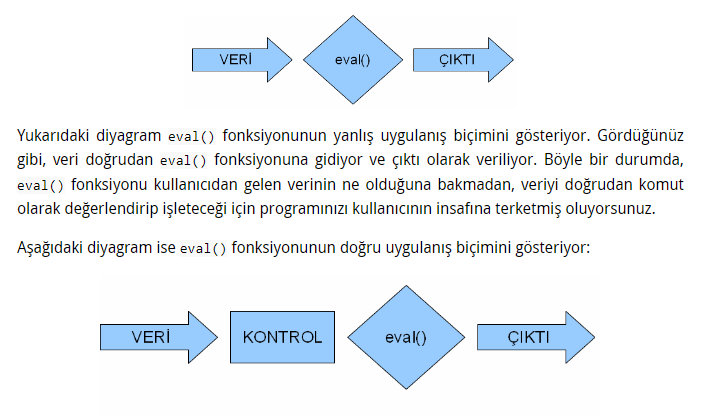 VERİ eval() ÇIKTI
Yukarıdaki diyagram eval() fonksiyonunun yanlış uygulanış biçimini gösteriyor. Gördüğünüz
gibi, veri doğrudan eval() fonksiyonuna gidiyor ve çıktı olarak veriliyor. Böyle bir durumda,
eval() fonksiyonu kullanıcıdan gelen verinin ne olduğuna bakmadan, veriyi doğrudan komut
olarak değerlendirip işleteceği için programınızı kullanıcının insafına terketmiş oluyorsunuz.
Aşağıdaki diyagram ise eval() fonksiyonunun doğru uygulanış biçimini gösteriyor:
VERİ KONTROL eval() ÇIKTI